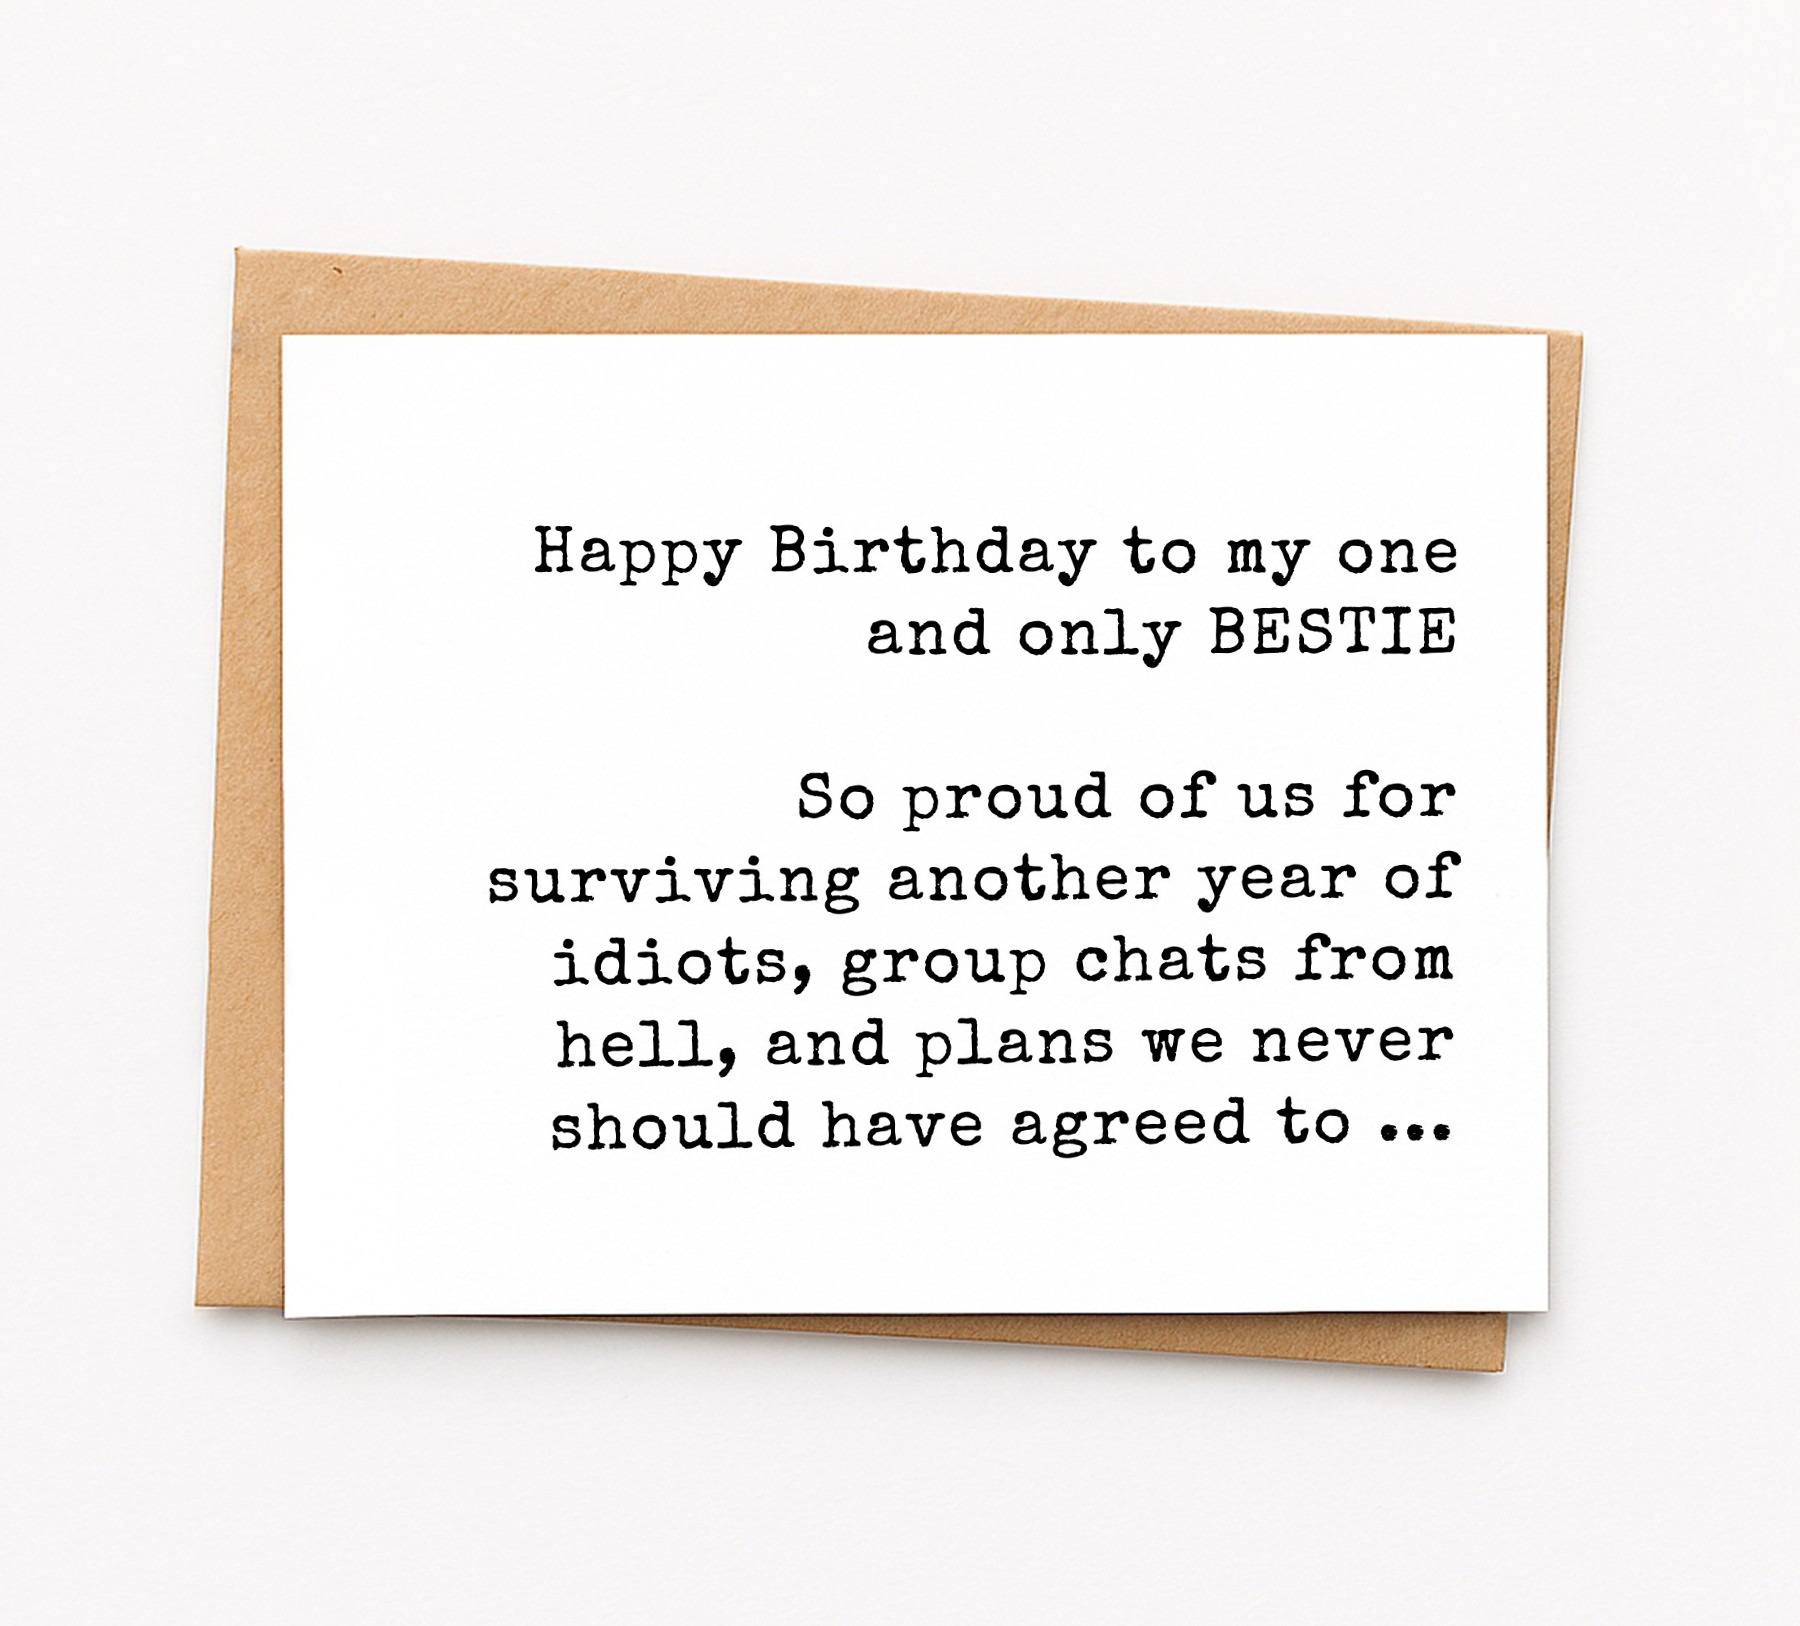 Happy Birthday to my one
and only BESTIE
So proud of us for
surviving another year of
idiots, group chats from
hell, and plans we never
should have agreed to ...